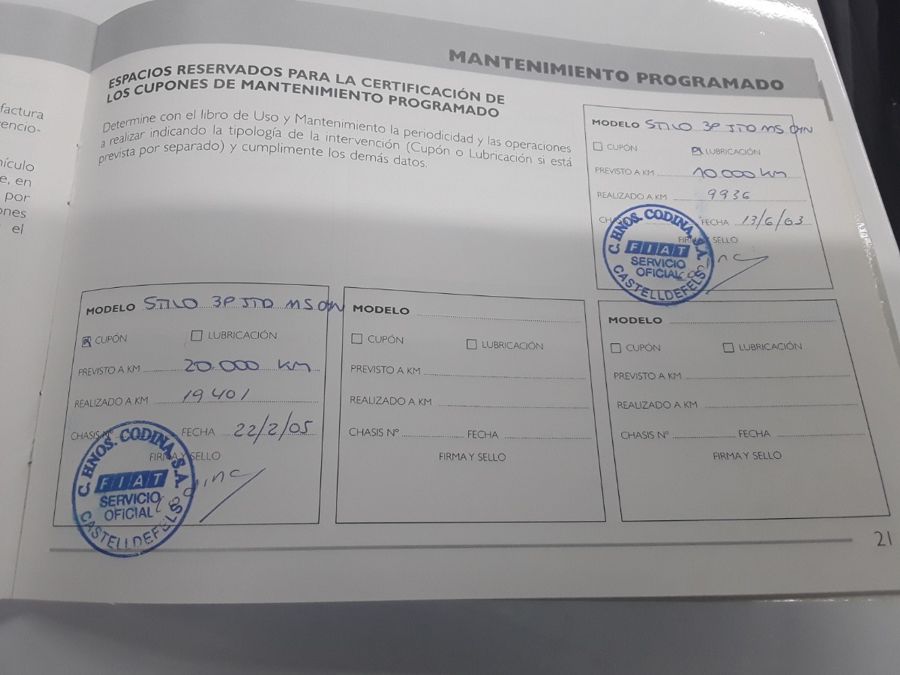 MANTENIMIENTO PROGRAMADO
factura
vencio-
hículo
e, en
por
ones
el
ESPACIOS RESERVADOS PARA LA CERTIFICACIÓN DE
LOS CUPONES DE MANTENIMIENTO PROGRAMADO
Determine con el libro de Uso y Mantenimiento la periodicidad y las operaciones
a realizar indicando la tipología de la intervención (Cupón o Lubricación si está
prevista por separado) y cumplimente los demás datos.
MODELO STILO 3P JTD MS
CUPÓN LUBRICACIÓN
PREVISTO A KM 10.000 KM
REALIZADO A KM 9936
FECHA 13/6/03
FIRMA Y SELLO
C. HNOS. CODINA, S.A.
FIAT
SERVICIO
OFICIAL
CASTELLDEFELS
MODELO STILO 3P JTD MS
CUPÓN LUBRICACIÓN
PREVISTO A KM 20.000 KM
REALIZADO A KM 19401
CHASIS Nº FECHA 22/2/05
FIRMA Y SELLO
C. HNOS. CODINA, S.A.
FIAT
SERVICIO
OFICIAL
CASTELLDEFELS
MODELO
CUPÓN LUBRICACIÓN
PREVISTO A KM
REALIZADO A KM
CHASIS Nº FECHA
FIRMA Y SELLO
MODELO
CUPÓN LUBRICACIÓN
PREVISTO A KM
REALIZADO A KM
CHASIS Nº FECHA
FIRMA Y SELLO
21